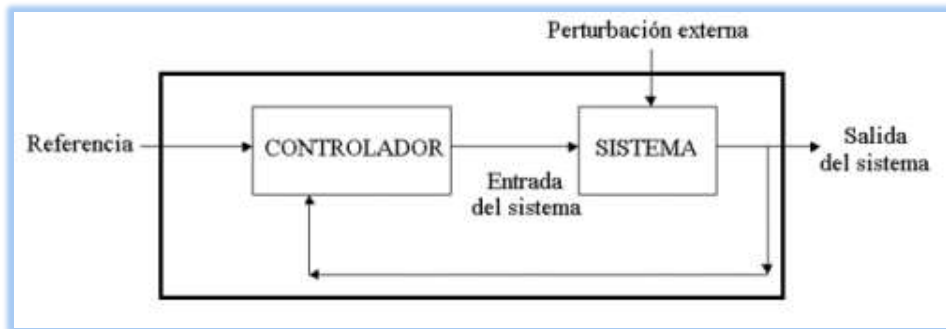 Perturbación externa
Referencia
CONTROLADOR
SISTEMA
Salida
del sistema
Entrada
del sistema